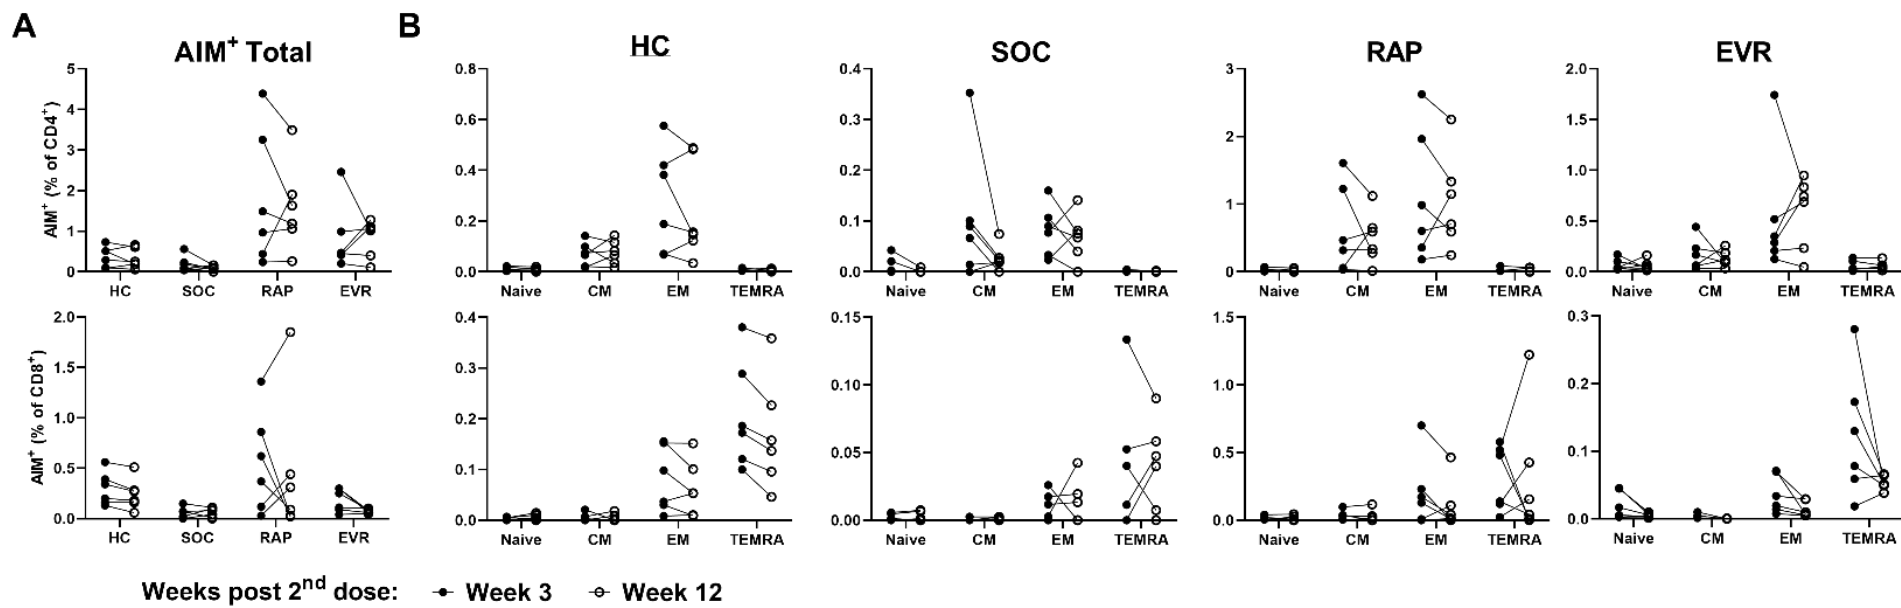 A
B
AIM+ Total
HC
SOC
RAP
EVR
AIM+ (% of CD4+)
5
4
3
2
1
0
HC SOC RAP EVR
0.8
0.6
0.4
0.2
0.0
Naive CM EM TEMRA
0.4
0.3
0.2
0.1
0.0
Naive CM EM TEMRA
3
2
1
0
Naive CM EM TEMRA
2.0
1.5
1.0
0.5
0.0
Naive CM EM TEMRA
AIM+ (% of CD8+)
2.0
1.5
1.0
0.5
0.0
HC SOC RAP EVR
0.4
0.3
0.2
0.1
0.0
Naive CM EM TEMRA
0.15
0.10
0.05
0.00
Naive CM EM TEMRA
1.5
1.0
0.5
0.0
Naive CM EM TEMRA
0.3
0.2
0.1
0.0
Naive CM EM TEMRA
Weeks post 2nd dose: Week 3 Week 12